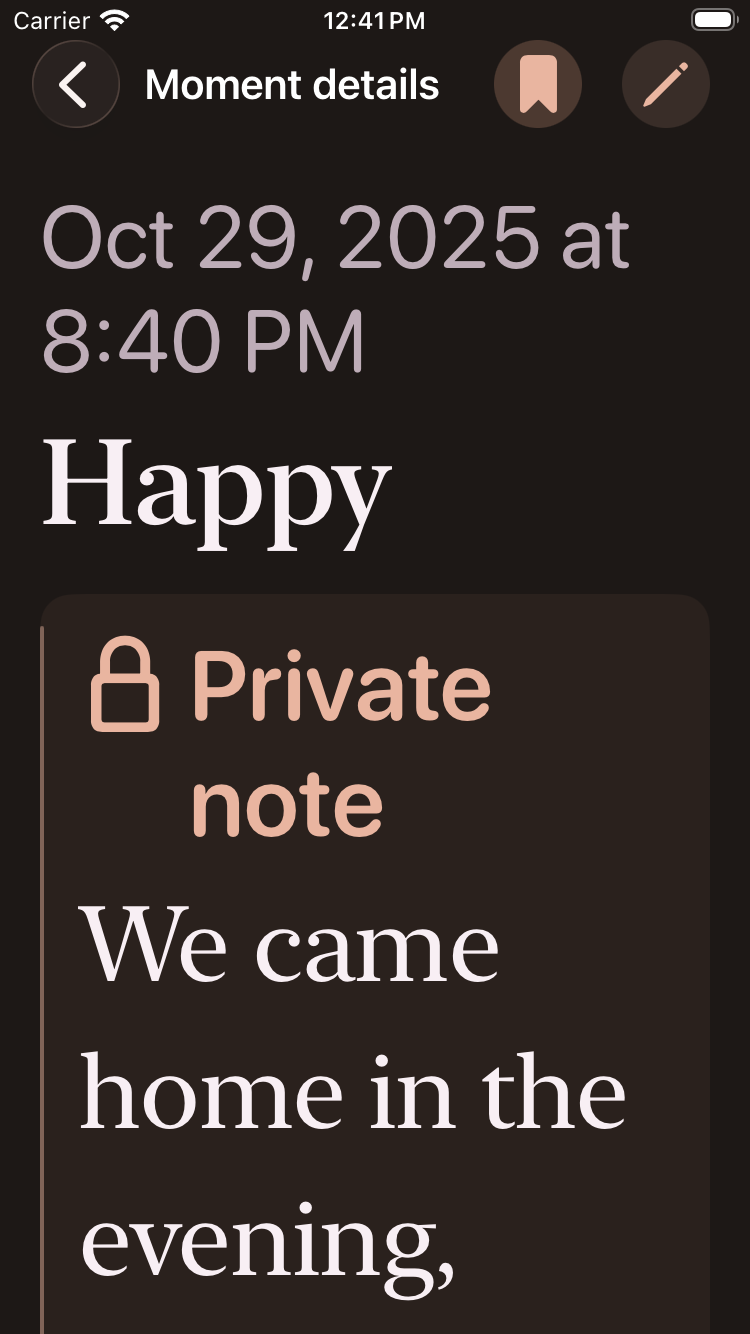 Carrier 12:41 PM
Moment details
Oct 29, 2025 at
8:40 PM
Happy
Private
note
We came
home in the
evening,